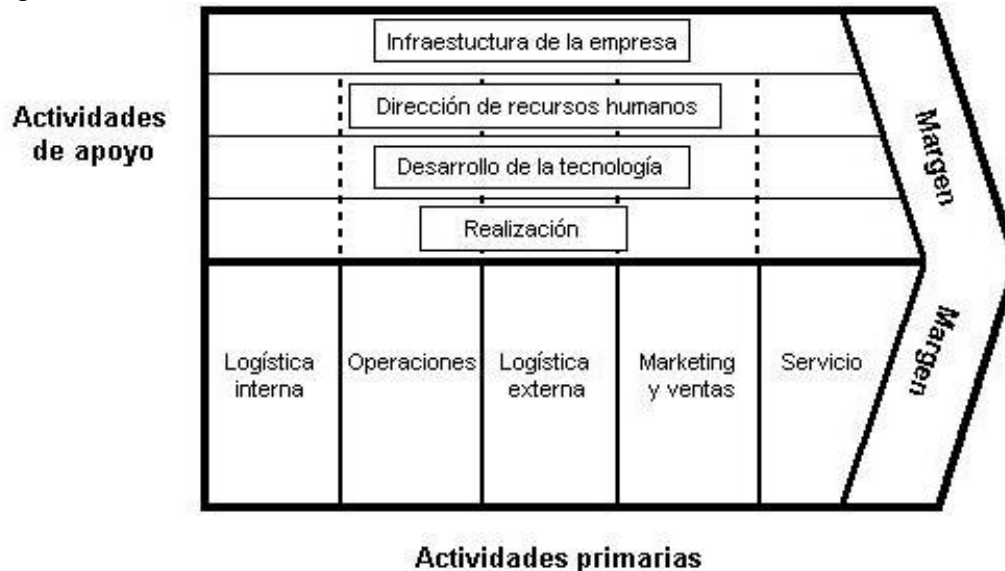 Infraestuctura de la empresa
Actividades
de apoyo
Dirección de recursos humanos
Desarrollo de la tecnología
Realización
Margen
Margen
Logística
interna
Operaciones
Logística
externa
Marketing
y ventas
Servicio
Actividades primarias